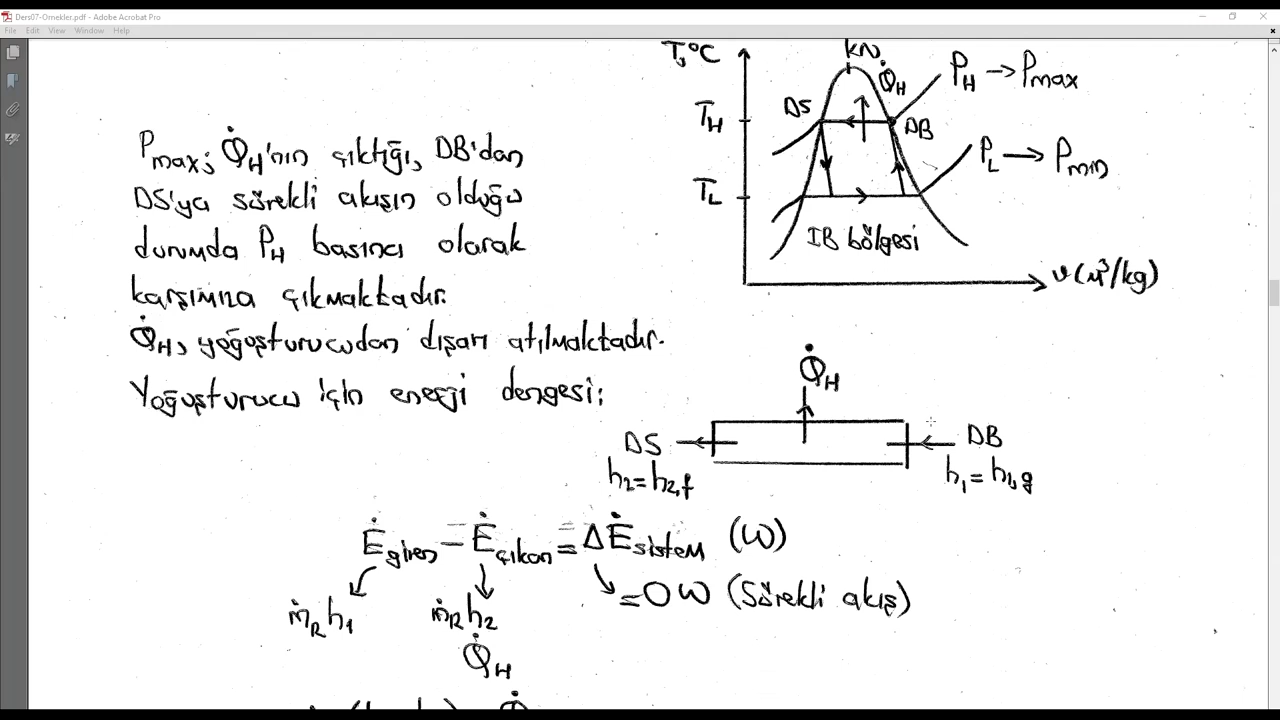 Ders07-Ornekler.pdf - Adobe Acrobat Pro
File Edit View Window Help
T, °C
KN
Q̇H
PH → Pmax
DS
TH
DB
PL → Pmin
TL
IB bölgesi
v (m³/kg)
Pmax; Q̇H'nın çıktığı, DB'dan
DS'ya sürekli akışın olduğu
durumda PH basıncı olarak
karşımıza çıkmaktadır.
Q̇H, yoğuşturucudan dışarı atılmaktadır.
Yoğuşturucu için enerji dengesi:
Q̇H
DS
h2 = h2,f
DB
h1 = h1,g
Ėgiren - Ėçıkan = ΔĖsistem (W)
= 0 W (Sürekli akış)
ṁR h1
ṁR h2
Q̇H